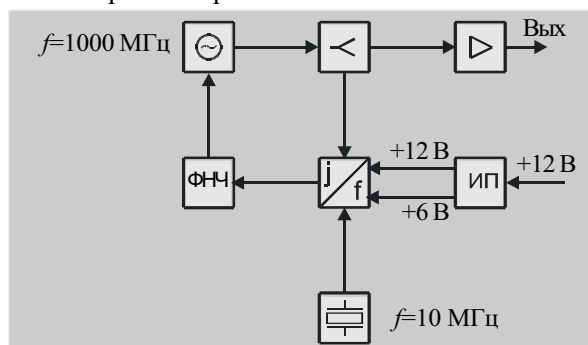 f=1000 МГц
Вых
ФНЧ
j
f
+12 В
+6 В
ИП
+12 В
f=10 МГц